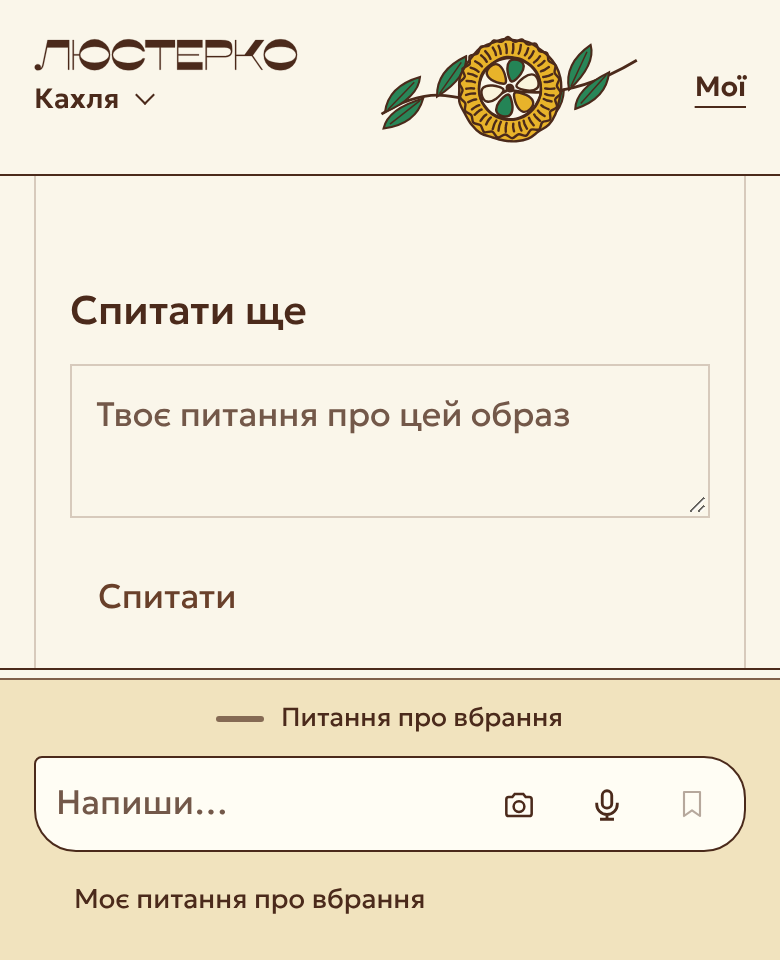 ЛЮСТЕРКО
Кахля
Мої
Спитати ще
Твоє питання про цей образ
Спитати
Питання про вбрання
Напиши...
Моє питання про вбрання